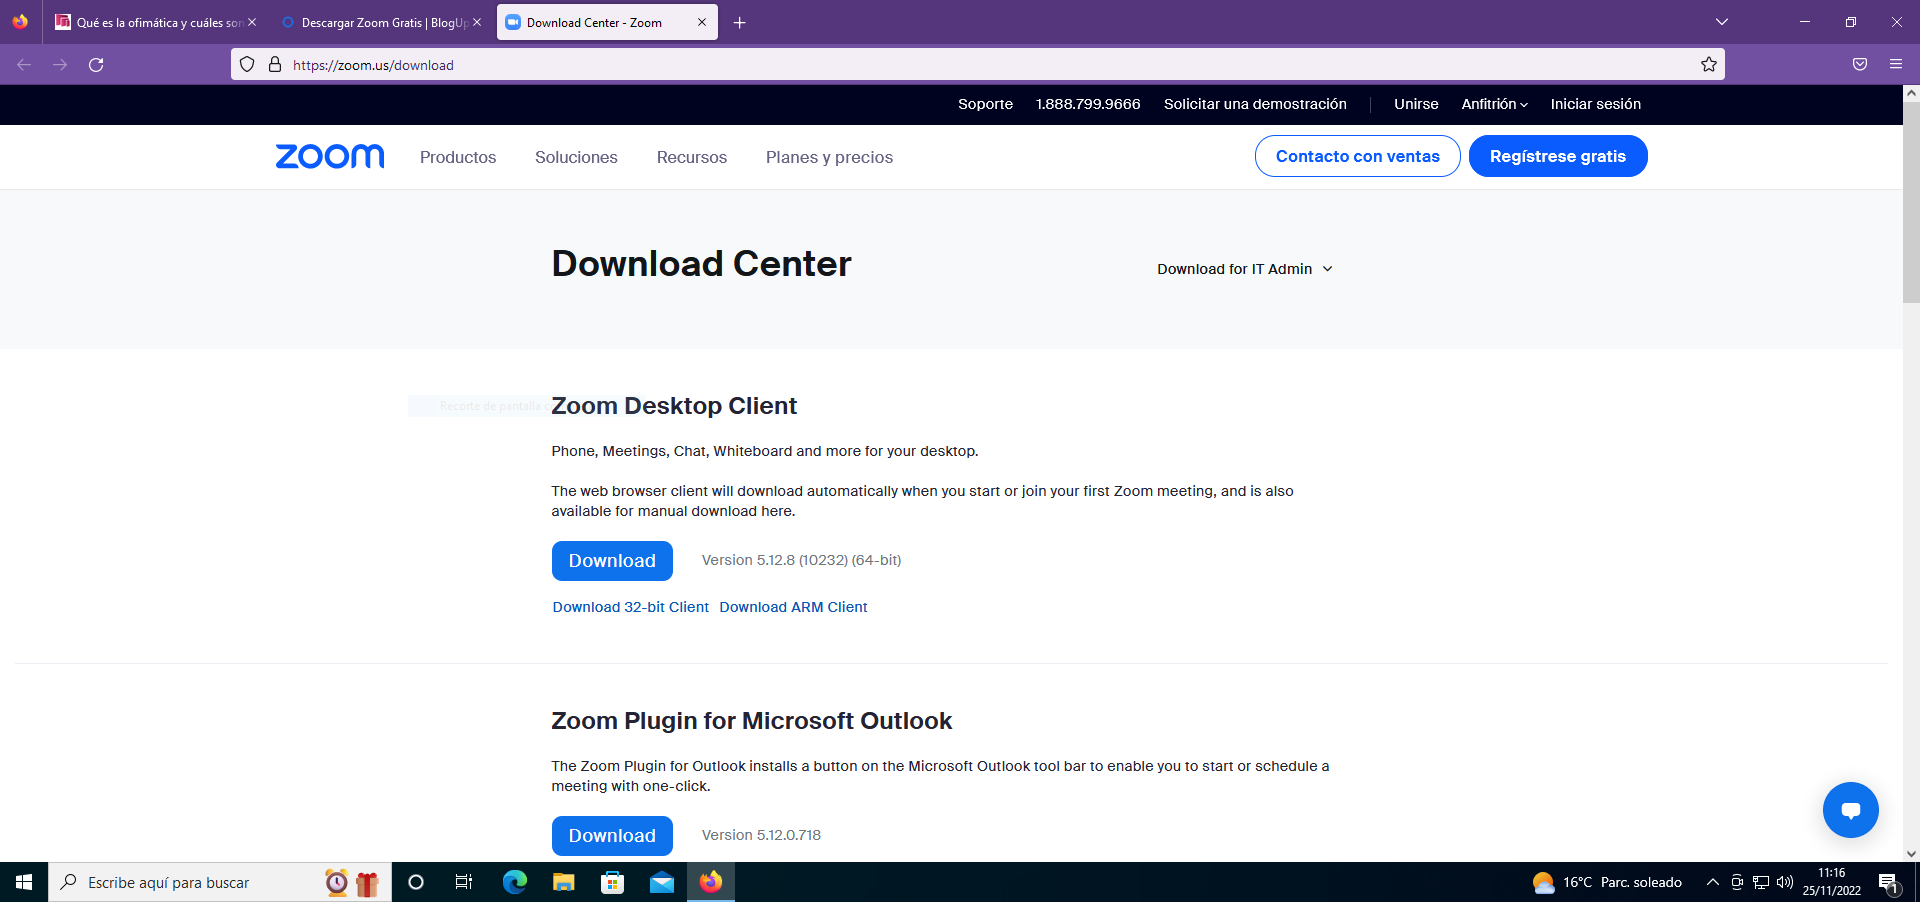 Qué es la ofimática y cuáles son
Descargar Zoom Gratis | BlogUp
Download Center - Zoom
https://zoom.us/download
Soporte 1.888.799.9666 Solicitar una demostración Unirse Anfitrión Iniciar sesión
zoom Productos Soluciones Recursos Planes y precios Contacto con ventas Regístrese gratis
Download Center
Download for IT Admin
Recorte de pantalla
Zoom Desktop Client
Phone, Meetings, Chat, Whiteboard and more for your desktop.
The web browser client will download automatically when you start or join your first Zoom meeting, and is also
available for manual download here.
Download Version 5.12.8 (10232) (64-bit)
Download 32-bit Client Download ARM Client
Zoom Plugin for Microsoft Outlook
The Zoom Plugin for Outlook installs a button on the Microsoft Outlook tool bar to enable you to start or schedule a
meeting with one-click.
Download Version 5.12.0.718
Escribe aquí para buscar
16°C Parc. soleado
11:16
25/11/2022
1